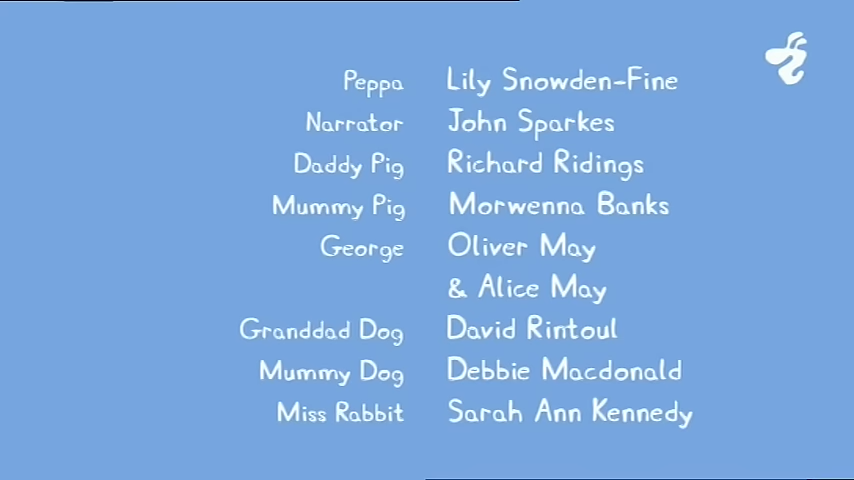 Peppa Lily Snowden-Fine
Narrator John Sparkes
Daddy Pig Richard Ridings
Mummy Pig Morwenna Banks
George Oliver May
& Alice May
Granddad Dog David Rintoul
Mummy Dog Debbie Macdonald
Miss Rabbit Sarah Ann Kennedy